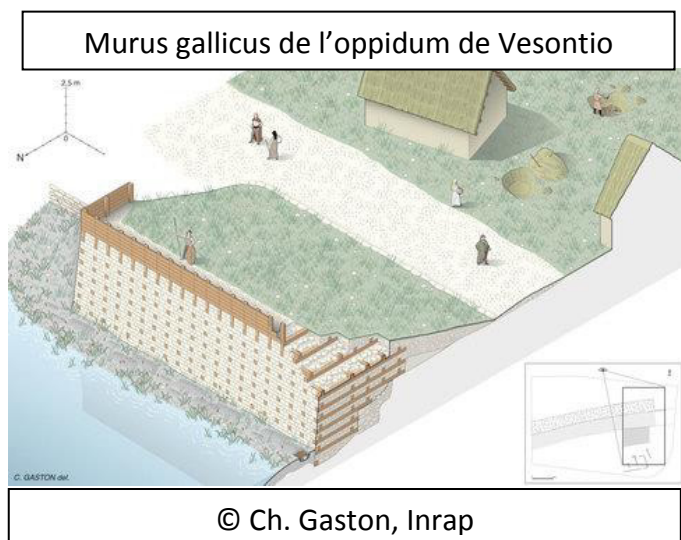 Murus gallicus de l'oppidum de Vesontio
2,5 m
0
N
C. GASTON del.
© Ch. Gaston, Inrap